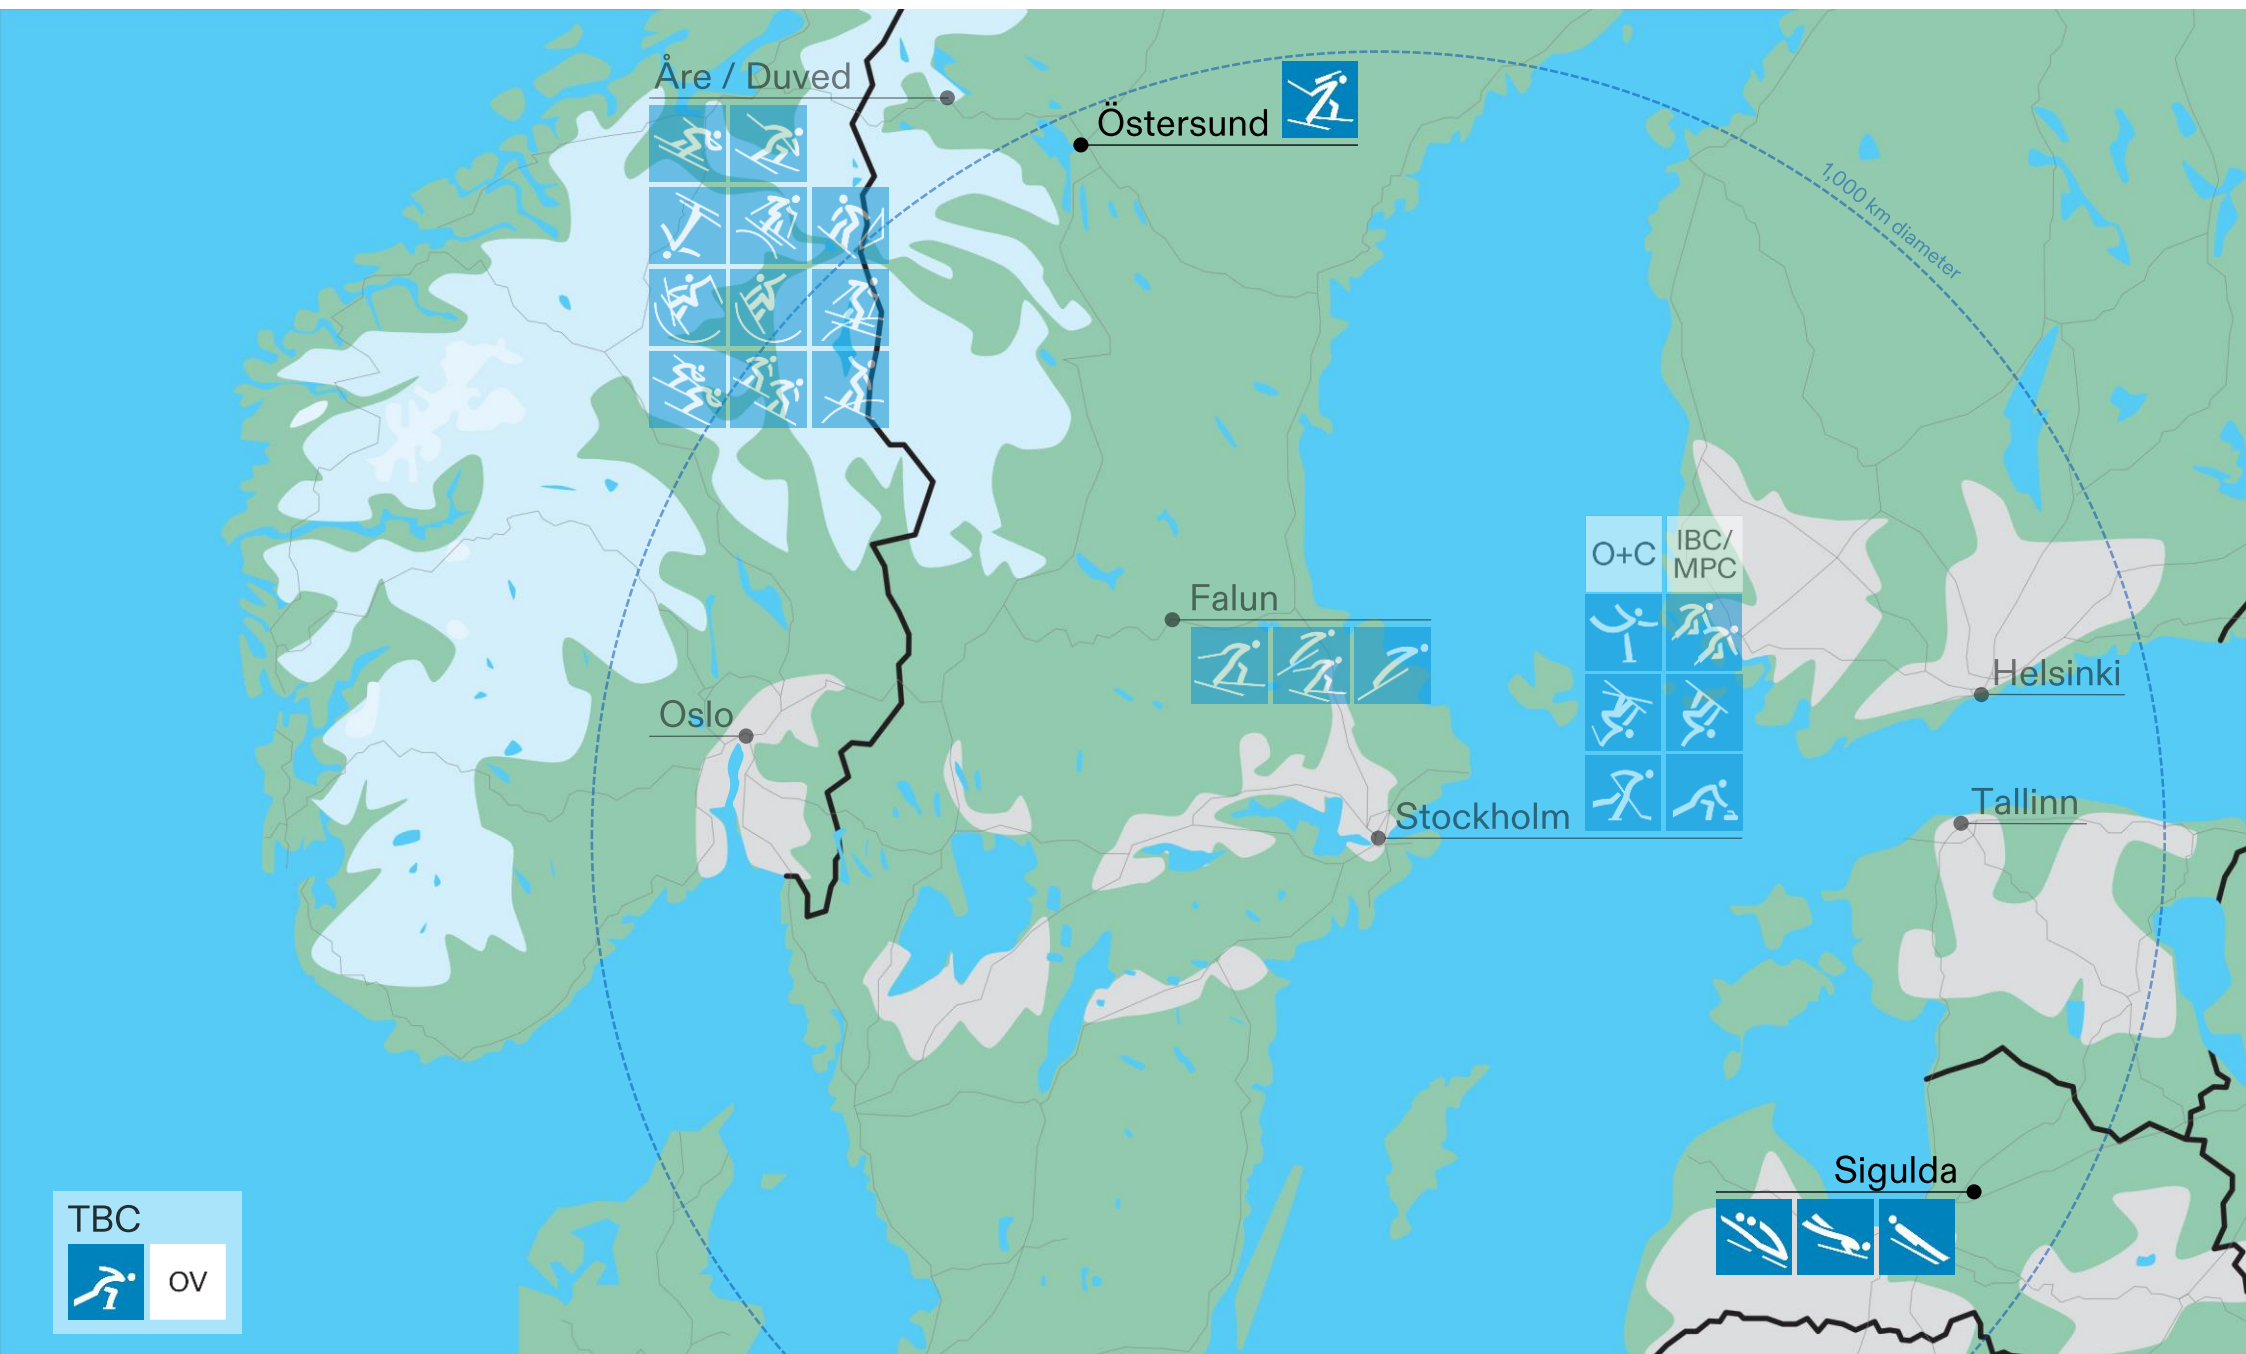 Åre / Duved
Östersund
1,000 km diameter
O+C
IBC/
MPC
Falun
Helsinki
Oslo
Stockholm
Tallinn
Sigulda
TBC
OV